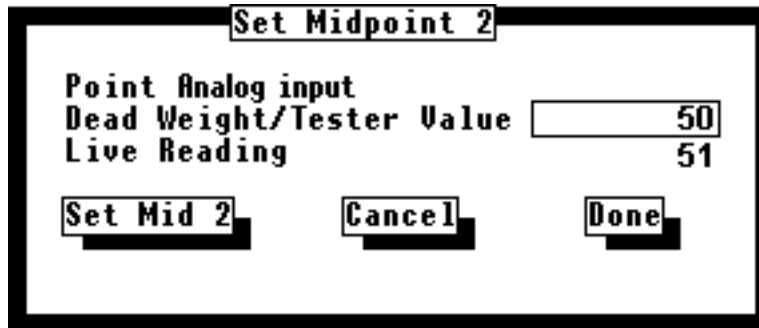 Set Midpoint 2
Point Analog input
Dead Weight/Tester Value 50
Live Reading 51
Set Mid 2 Cancel Done